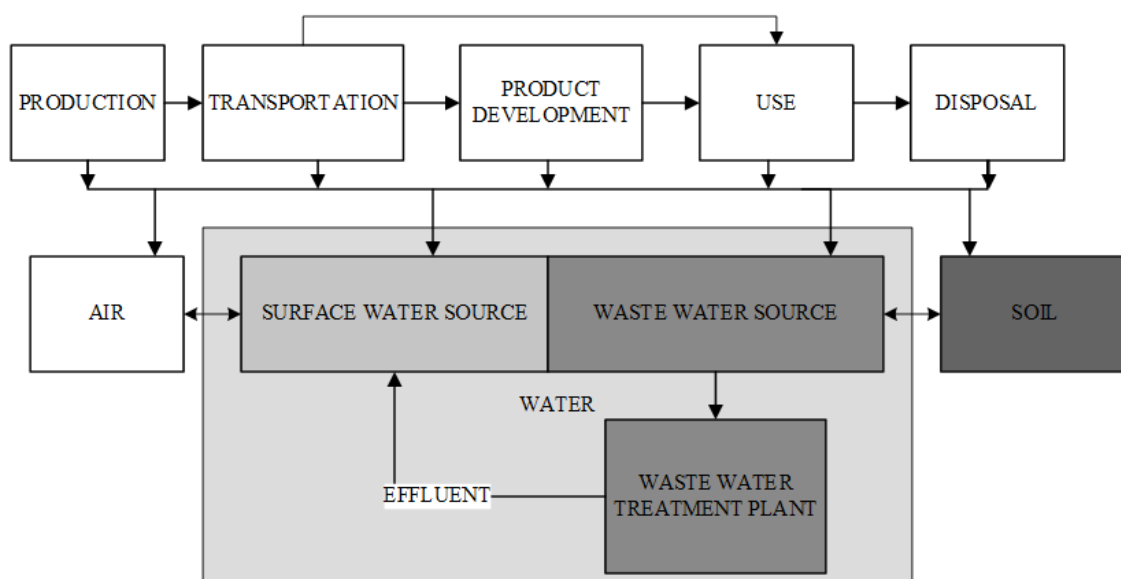 PRODUCTION
TRANSPORTATION
PRODUCT
DEVELOPMENT
USE
DISPOSAL
AIR
SURFACE WATER SOURCE
WASTE WATER SOURCE
SOIL
WATER
WASTE WATER
TREATMENT PLANT
EFFLUENT